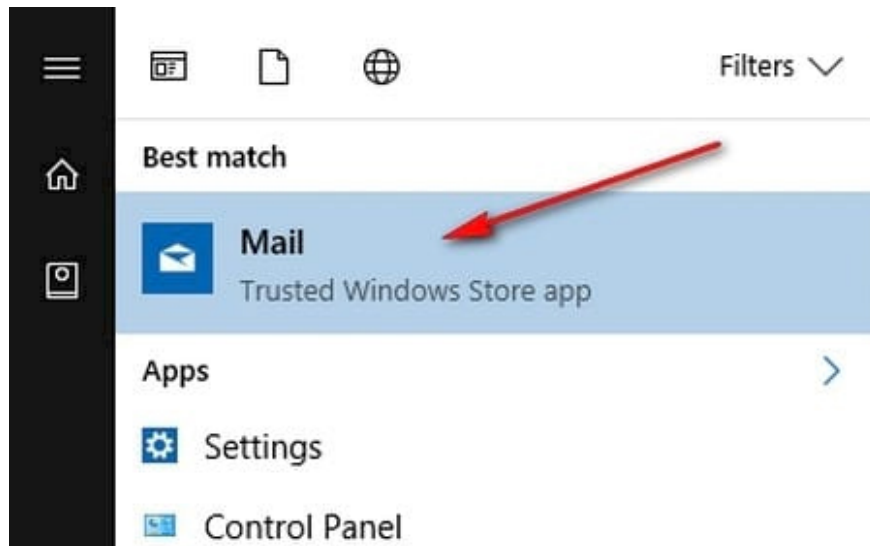 Filters
Best match
Mail
Trusted Windows Store app
Apps
Settings
Control Panel